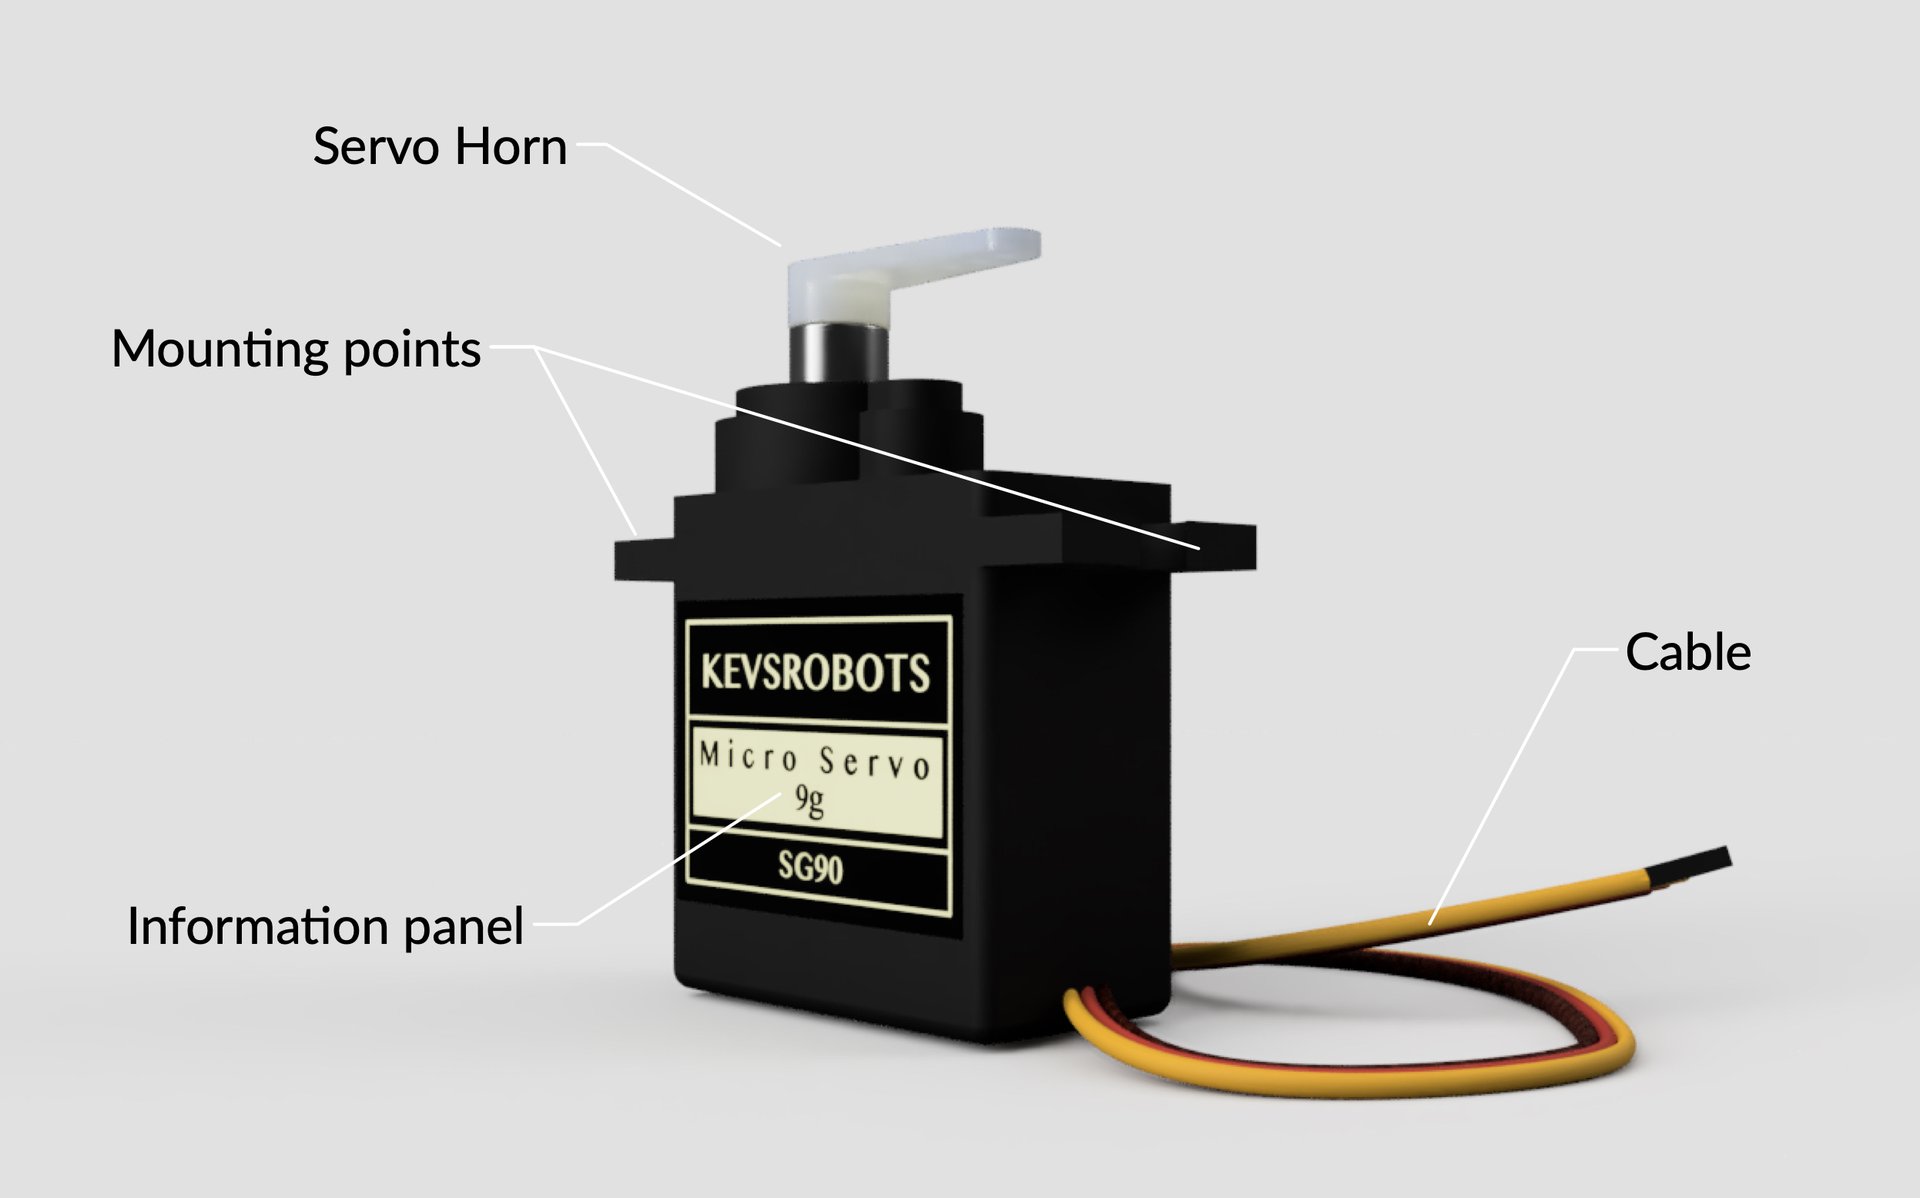 Servo Horn
Mounting points
Cable
KEVSROBOTS
Micro Servo
9g
SG90
Information panel